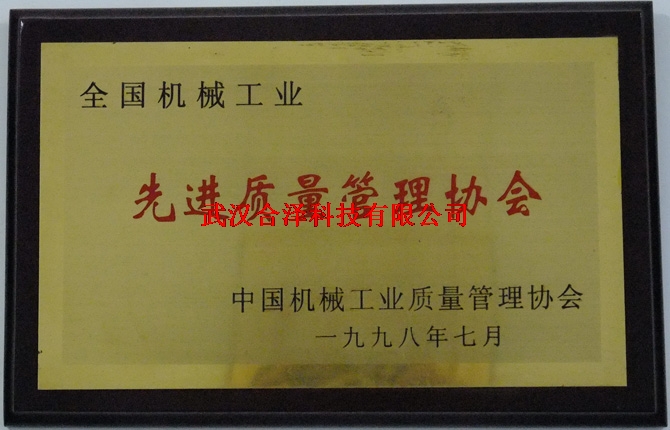 全国机械工业
先进质量管理协会
武汉合洋科技有限公司
中国机械工业质量管理协会
一九九八年七月